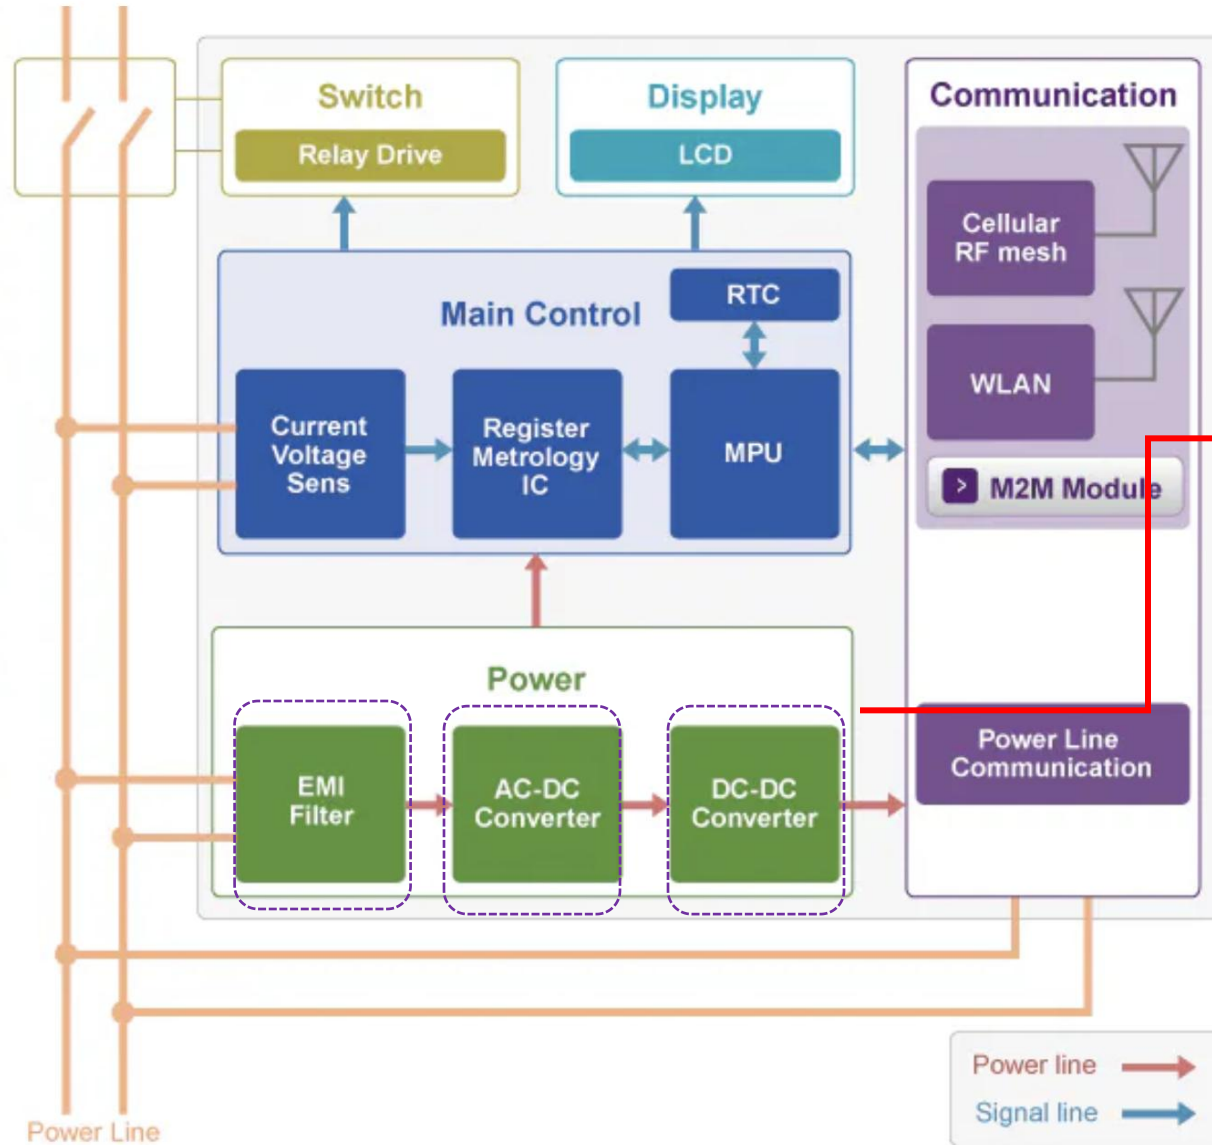 Switch
Relay Drive
Display
LCD
Communication
Cellular
RF mesh
WLAN
> M2M Module
Main Control
RTC
Current
Voltage
Sens
Register
Metrology
IC
MPU
Power
EMI
Filter
AC-DC
Converter
DC-DC
Converter
Power Line
Communication
Power line
Signal line
Power Line